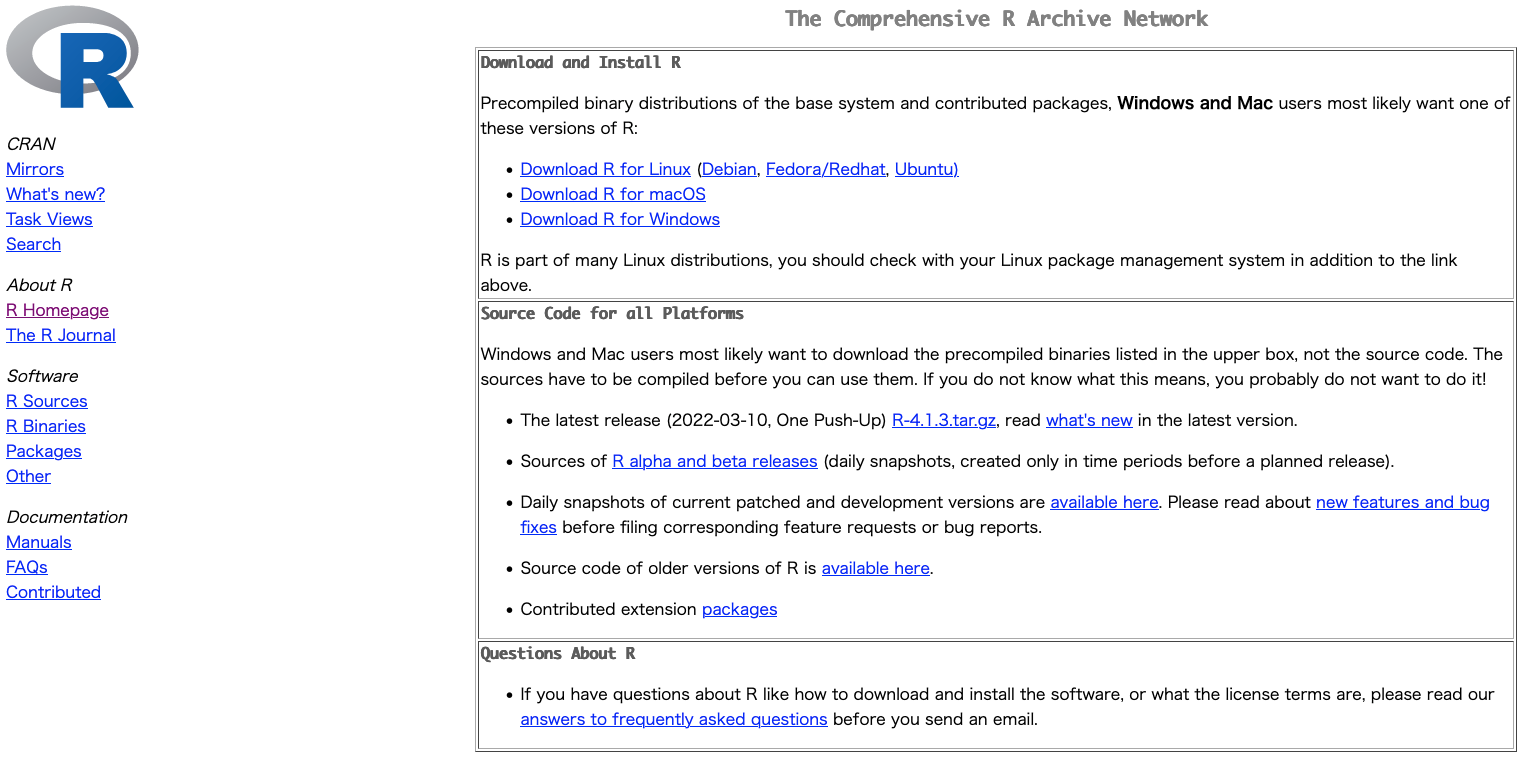 R
CRAN
Mirrors
What's new?
Task Views
Search
About R
R Homepage
The R Journal
Software
R Sources
R Binaries
Packages
Other
Documentation
Manuals
FAQs
Contributed
The Comprehensive R Archive Network
Download and Install R
Precompiled binary distributions of the base system and contributed packages, Windows and Mac users most likely want one of
these versions of R:
• Download R for Linux (Debian, Fedora/Redhat, Ubuntu)
• Download R for macOS
• Download R for Windows
R is part of many Linux distributions, you should check with your Linux package management system in addition to the link
above.
Source Code for all Platforms
Windows and Mac users most likely want to download the precompiled binaries listed in the upper box, not the source code. The
sources have to be compiled before you can use them. If you do not know what this means, you probably do not want to do it!
• The latest release (2022-03-10, One Push-Up) R-4.1.3.tar.gz, read what's new in the latest version.
• Sources of R alpha and beta releases (daily snapshots, created only in time periods before a planned release).
• Daily snapshots of current patched and development versions are available here. Please read about new features and bug
fixes before filing corresponding feature requests or bug reports.
• Source code of older versions of R is available here.
• Contributed extension packages
Questions About R
• If you have questions about R like how to download and install the software, or what the license terms are, please read our
answers to frequently asked questions before you send an email.